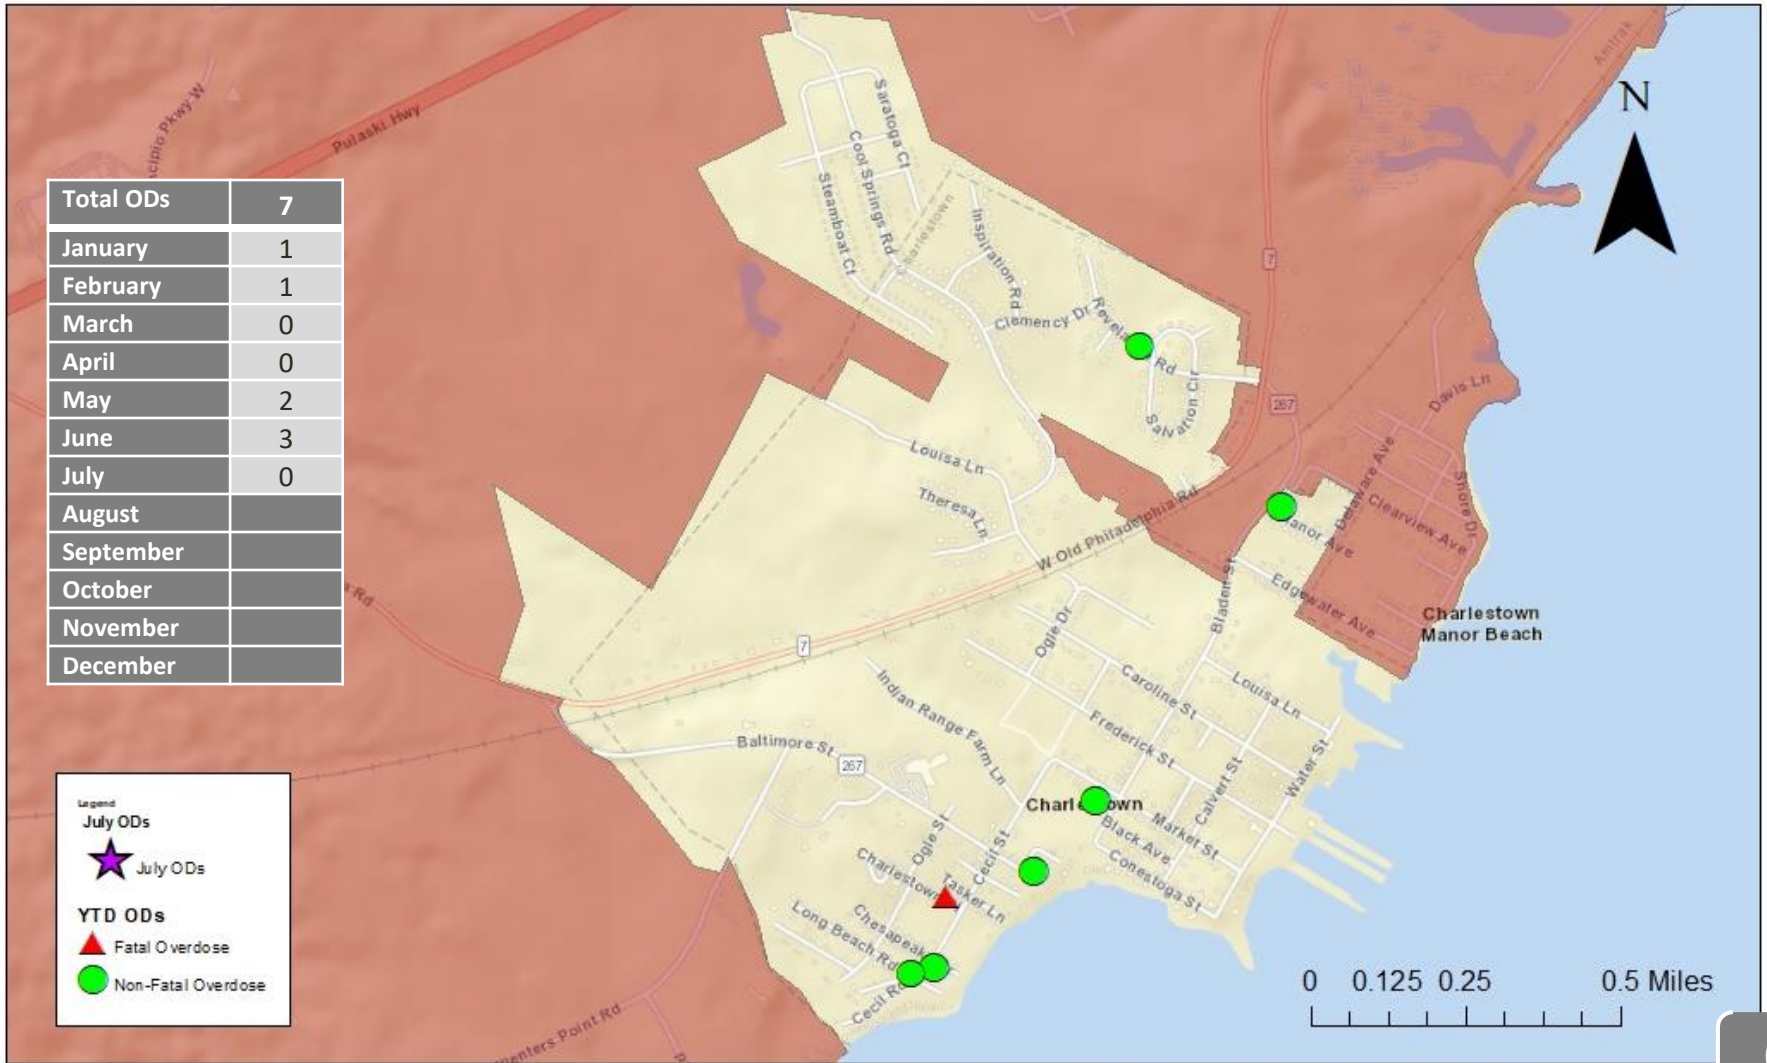 Amtrak
Pulaski Hwy
N
Total ODs 7
January 1
February 1
March 0
April 0
May 2
June 3
July 0
August
September
October
November
December
Saratoga Ct
Cool Springs Rd
Steamboat Ct
Charlestown
Inspiration Rd
Clemency Dr
Rd
Salvation Cir
7
267
Davis Ln
Delaware Ave
Shore Dr
Clearview Ave
Louisa Ln
Theresa Ln
W Old Philadelphia Rd
Edgewater Ave
Bladen St
Charlestown
Manor Beach
7
Ogle Dr
Caroline St
Louisa Ln
Indian Range Farm Ln
Frederick St
Baltimore St
267
Calvert St
Water St
Market St
Black Ave
Conestoga St
Ogle St
Cecil St
Charlestown
Tasker Ln
Long Beach Rd
Cecil Rd
Legend
July ODs
July ODs
YTD ODs
Fatal Overdose
Non-Fatal Overdose
0 0.125 0.25 0.5 Miles